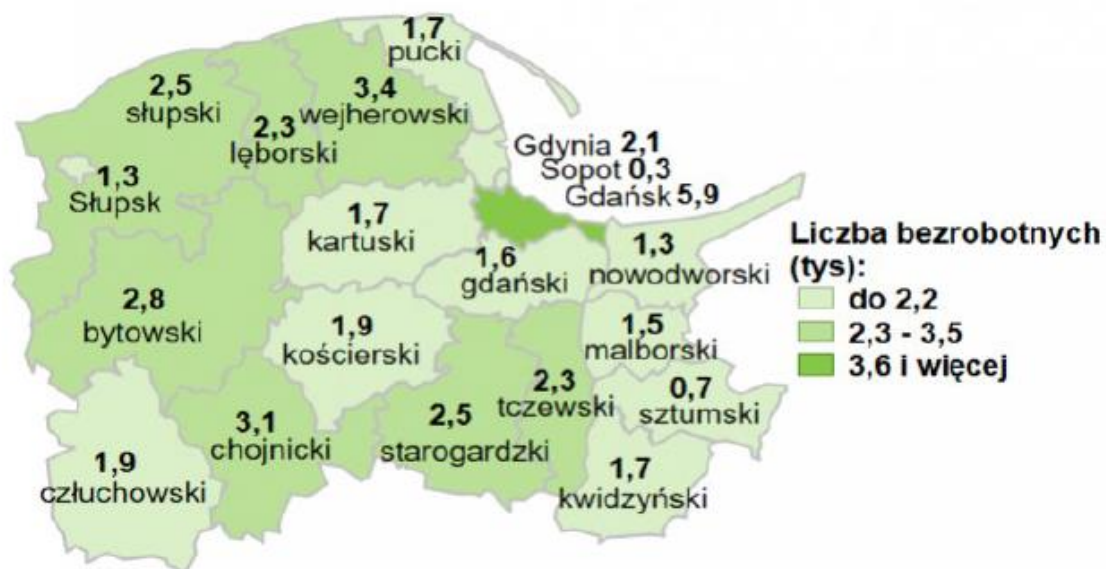 1,7
pucki
2,5
słupski
3,4
wejherowski
2,3
lęborski
Gdynia 2,1
Sopot 0,3
Gdańsk 5,9
1,3
Słupsk
1,7
kartuski
1,6
gdański
1,3
nowodworski
2,8
bytowski
1,9
kościerski
1,5
malborski
2,3
tczewski
0,7
sztumski
3,1
chojnicki
2,5
starogardzki
1,9
człuchowski
1,7
kwidzyński
Liczba bezrobotnych
(tys):
do 2,2
2,3 - 3,5
3,6 i więcej